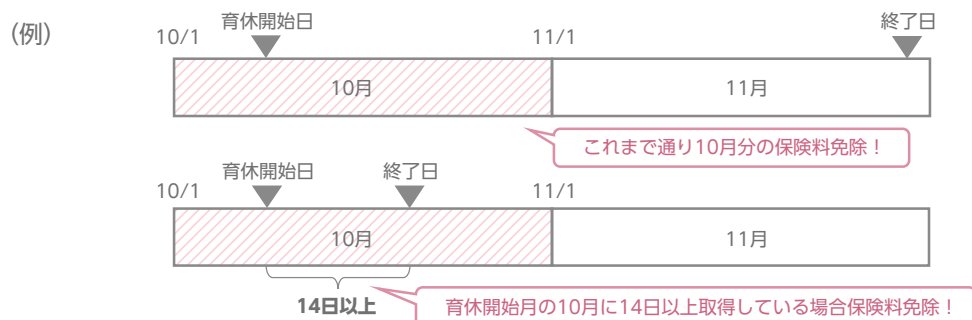 (例)
育休開始日
終了日
10/1
11/1
10月
11月
これまで通り10月分の保険料免除！
育休開始日
終了日
10/1
11/1
10月
11月
14日以上
育休開始月の10月に14日以上取得している場合保険料免除！